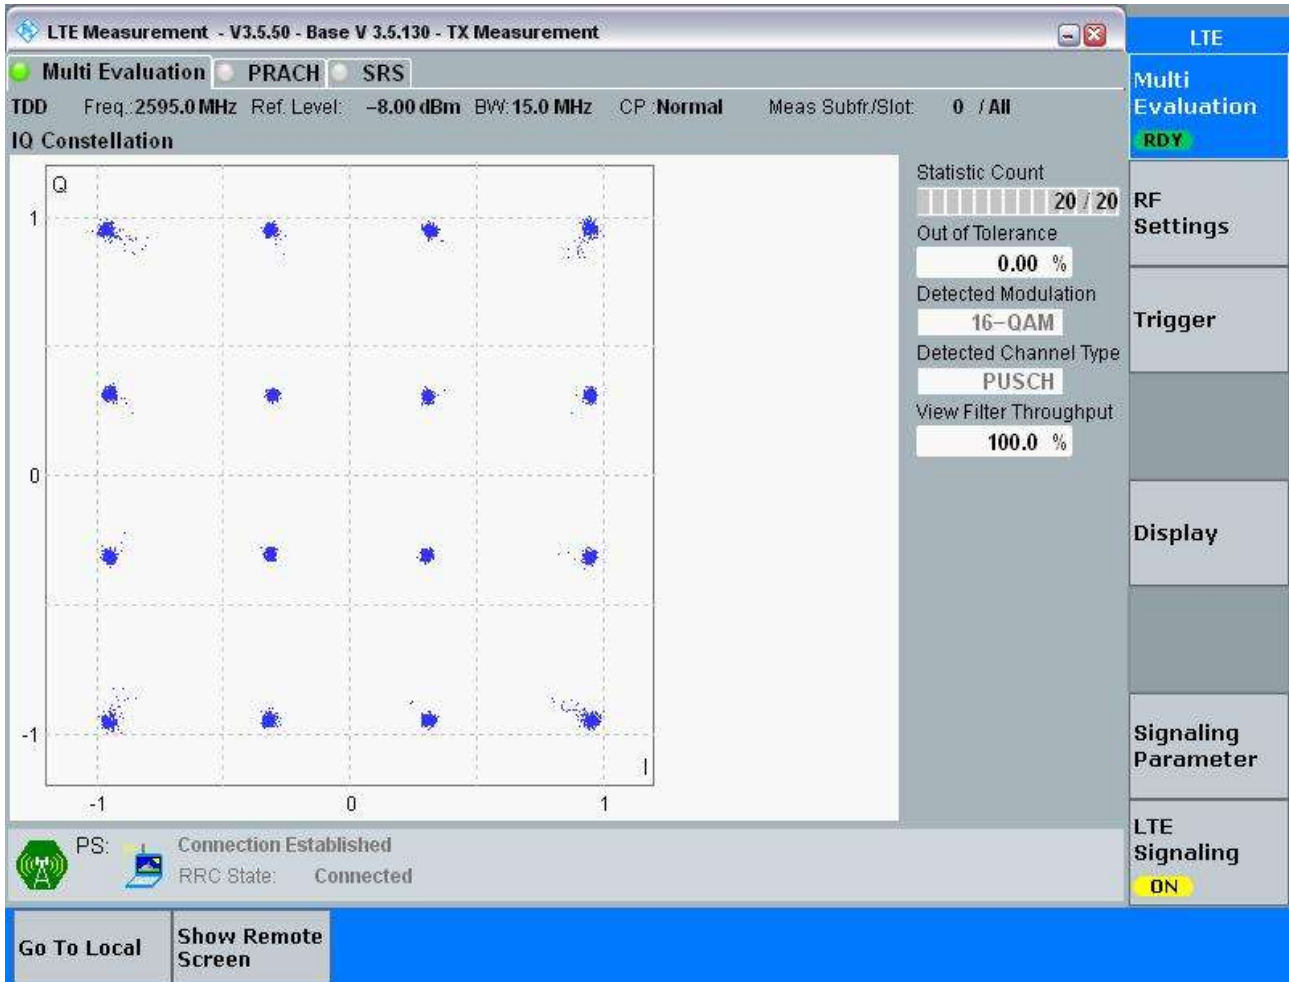 LTE Measurement - V3.5.50 - Base V 3.5.130 - TX Measurement
LTE
Multi Evaluation PRACH SRS
TDD Freq.:2595.0 MHz Ref. Level: −8.00 dBm BW:15.0 MHz CP :Normal Meas Subfr./Slot: 0 / All
IQ Constellation
Q
1
0
-1
-1 0 1
I
Statistic Count
20 / 20
Out of Tolerance
0.00 %
Detected Modulation
16−QAM
Detected Channel Type
PUSCH
View Filter Throughput
100.0 %
Multi
Evaluation
RDY
RF
Settings
Trigger
Display
Signaling
Parameter
LTE
Signaling
ON
PS: Connection Established
RRC State: Connected
Go To Local
Show Remote
Screen